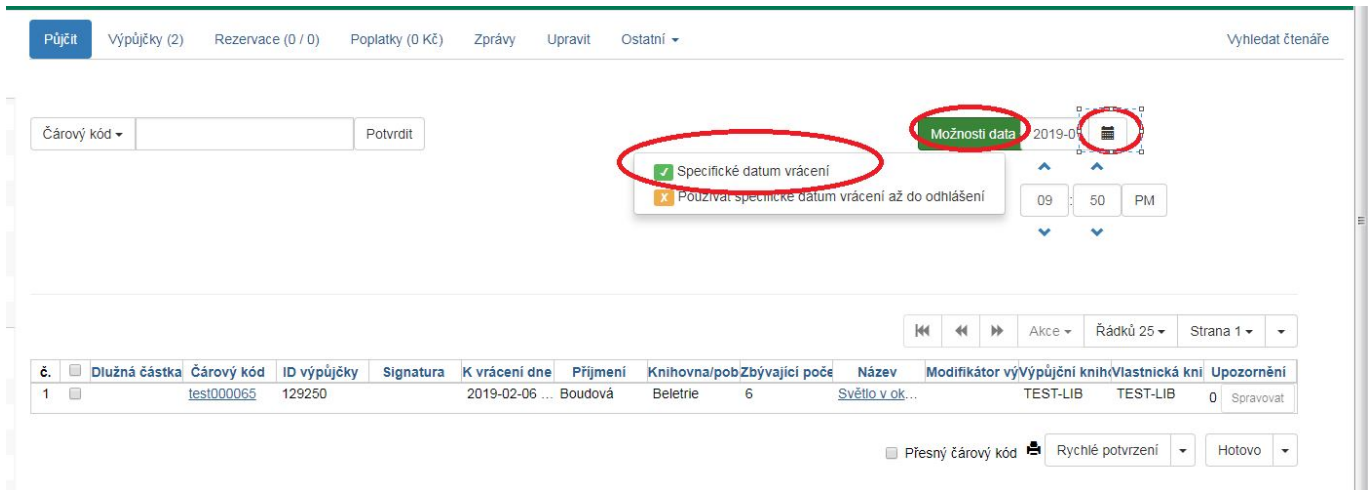 Půjčit Výpůjčky (2) Rezervace (0 / 0) Poplatky (0 Kč) Zprávy Upravit Ostatní Vyhledat čtenáře
Čárový kód Potvrdit Možnosti data 2019-0
Specifické datum vrácení
Používat specifické datum vrácení až do odhlášení
09 : 50 PM
Akce Řádků 25 Strana 1
č. Dlužná částka Čárový kód ID výpůjčky Signatura K vrácení dne Příjmení Knihovna/pob Zbývající poče Název Modifikátor vý Výpůjční knih Vlastnická kni Upozornění
1 test000065 129250 2019-02-06 ... Boudová Beletrie 6 Světlo v ok... TEST-LIB TEST-LIB 0 Spravovat
Přesný čárový kód Rychlé potvrzení Hotovo